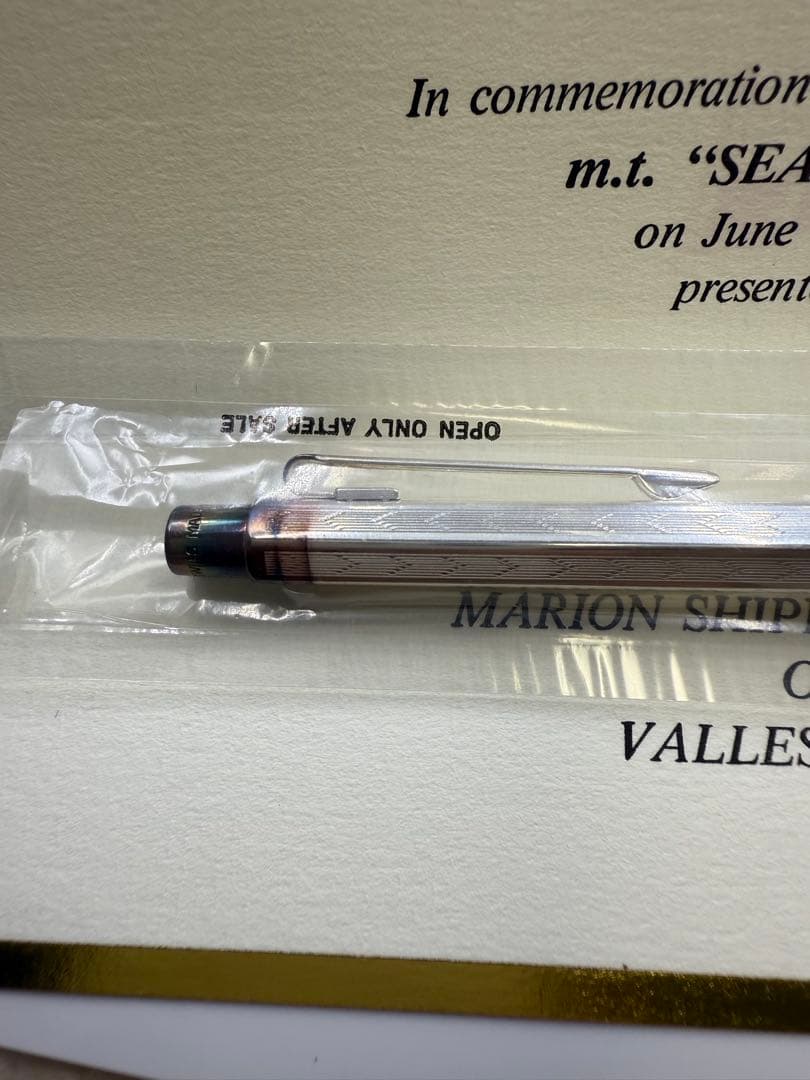 In commemoration
m.t. “SEA
on June
present
OPEN ONLY AFTER SALE
MARION SHIP
O
VALLES